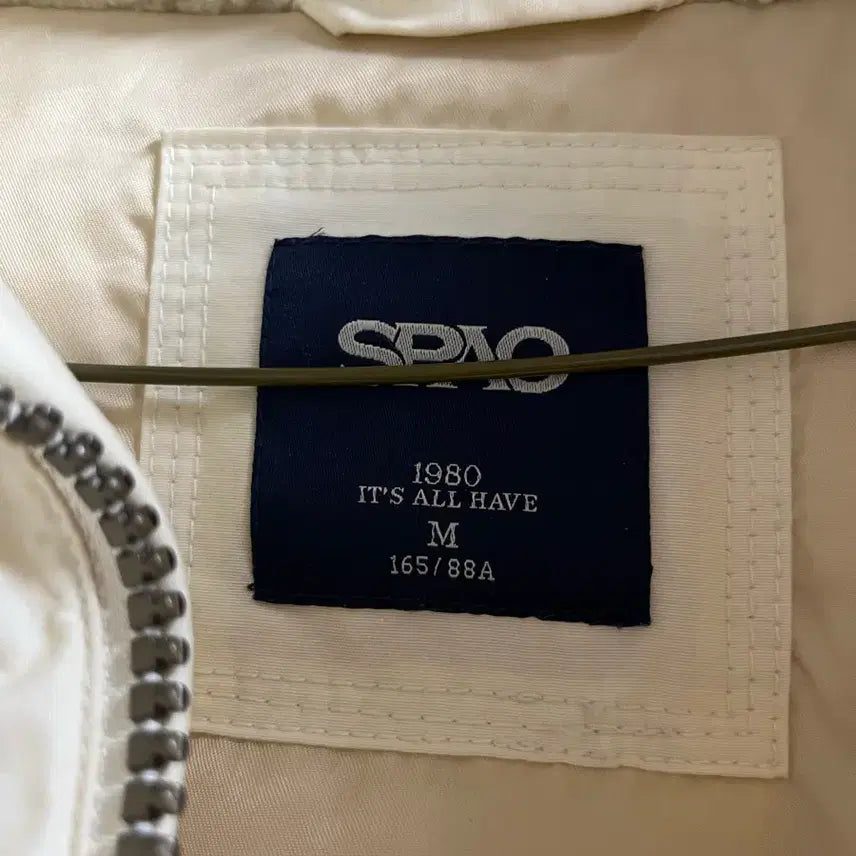 SPAO
1980
IT'S ALL HAVE
M
165/88A